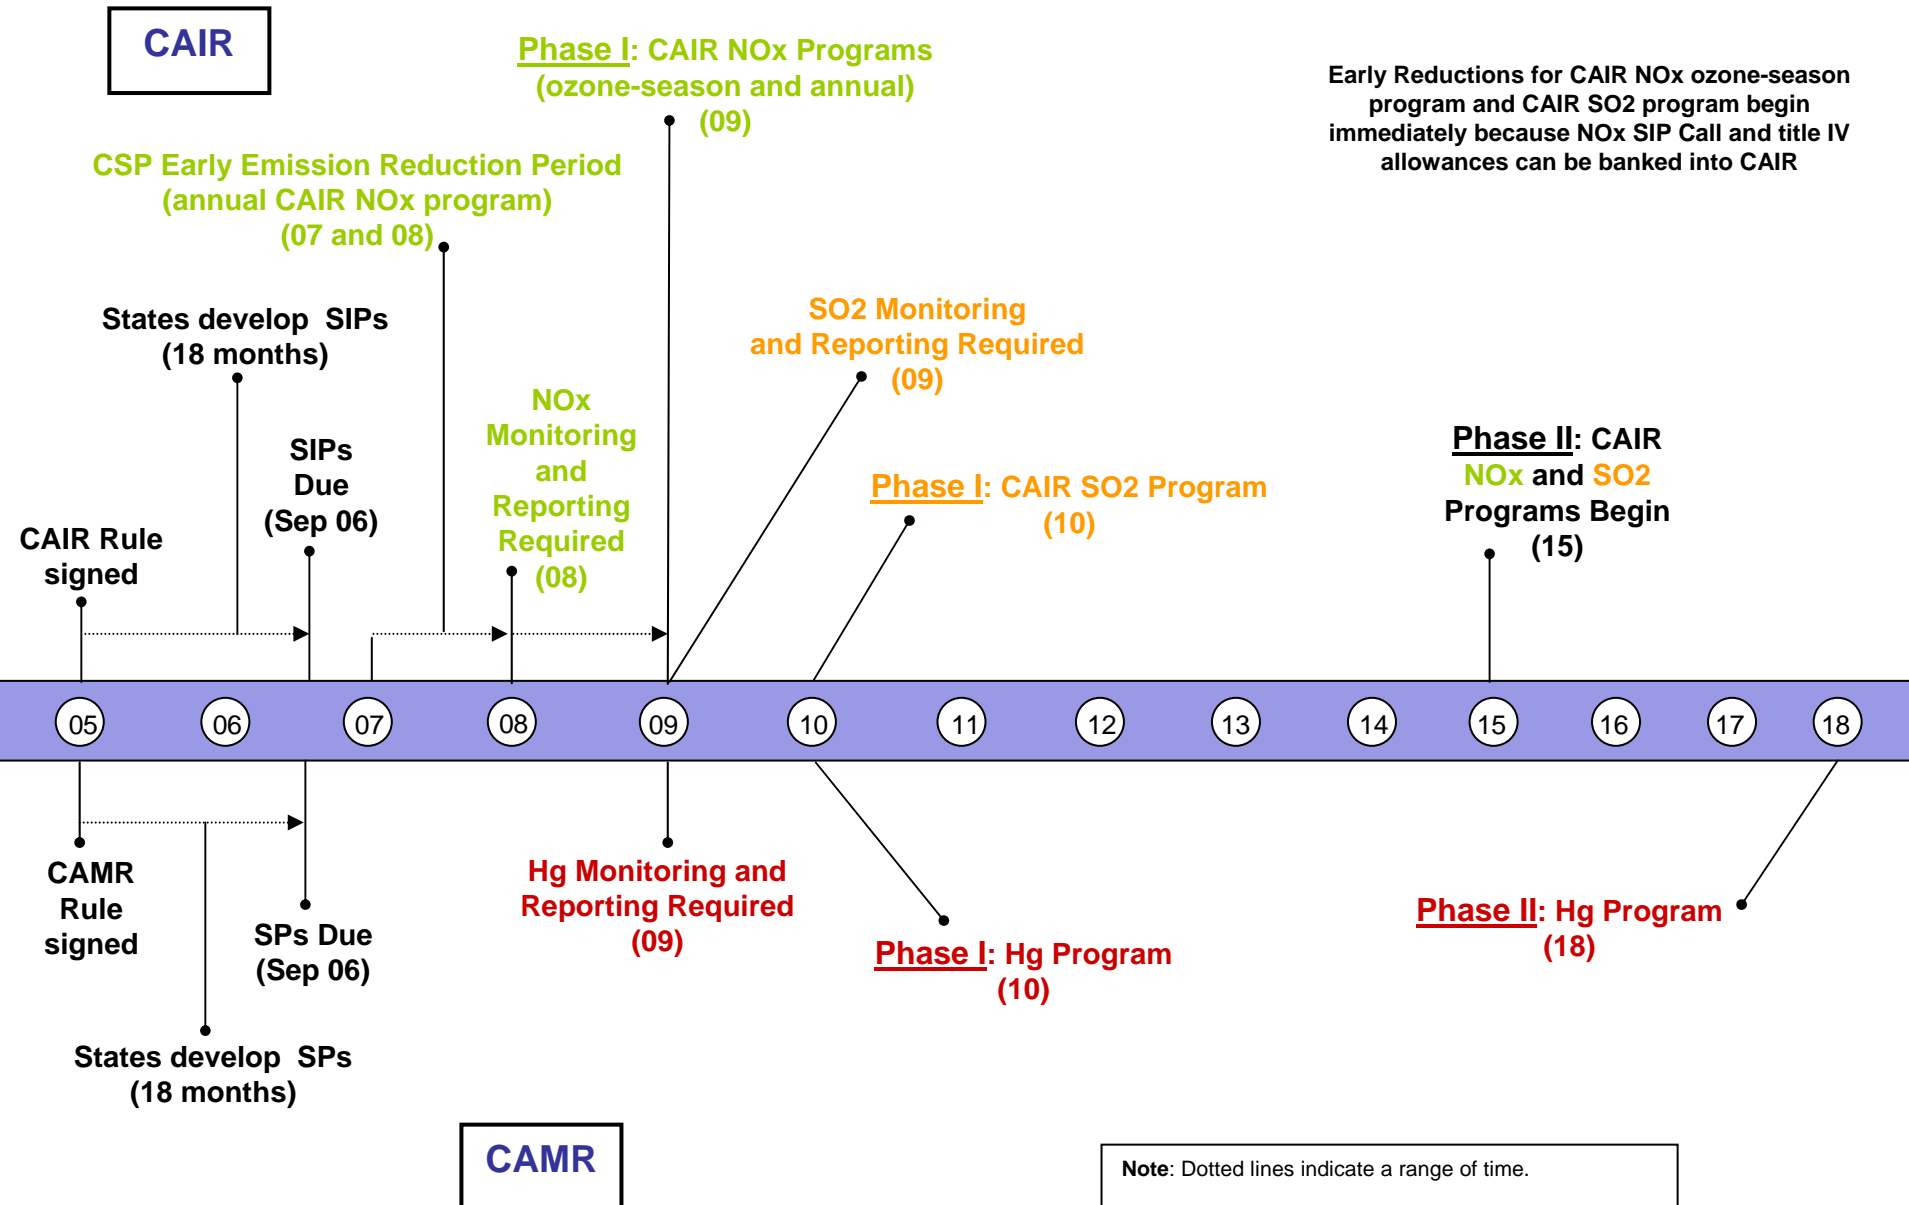 CAIR
Phase I: CAIR NOx Programs
(ozone-season and annual)
(09)
Early Reductions for CAIR NOx ozone-season
program and CAIR SO2 program begin
immediately because NOx SIP Call and title IV
allowances can be banked into CAIR
CSP Early Emission Reduction Period
(annual CAIR NOx program)
(07 and 08)
States develop SIPs
(18 months)
SO2 Monitoring
and Reporting Required
(09)
NOx
Monitoring
and
Reporting
Required
(08)
SIPs
Due
(Sep 06)
Phase I: CAIR SO2 Program
(10)
Phase II: CAIR
NOx and SO2
Programs Begin
(15)
CAIR Rule
signed
05 06 07 08 09 10 11 12 13 14 15 16 17 18
CAMR
Rule
signed
SPs Due
(Sep 06)
Hg Monitoring and
Reporting Required
(09)
Phase I: Hg Program
(10)
Phase II: Hg Program
(18)
States develop SPs
(18 months)
CAMR
Note: Dotted lines indicate a range of time.